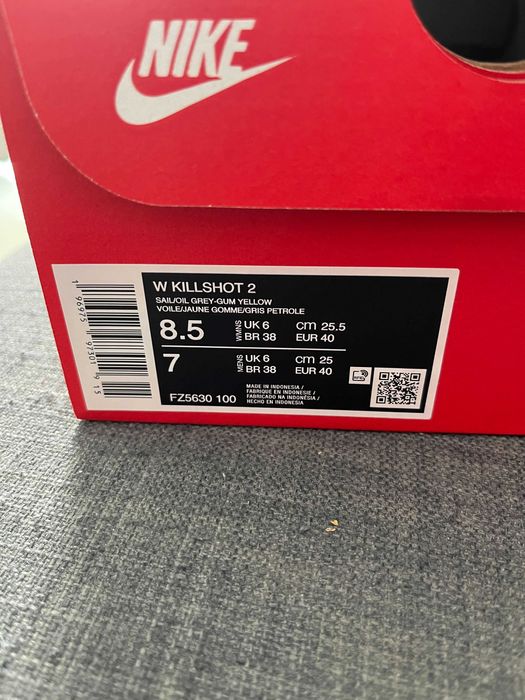 NIKE
W KILLSHOT 2
SAIL/OIL GREY-GUM YELLOW
VOILE/JAUNE GOMME/GRIS PETROLE
8.5 WMNS UK 6 cm 25.5
BR 38 EUR 40
7 MENS UK 6 cm 25
BR 38 EUR 40
FZ5630 100
MADE IN INDONESIA /
FABRIQUE EN INDONESIE /
FABRICADO NA INDONÉSIA /
HECHO EN INDONESIA